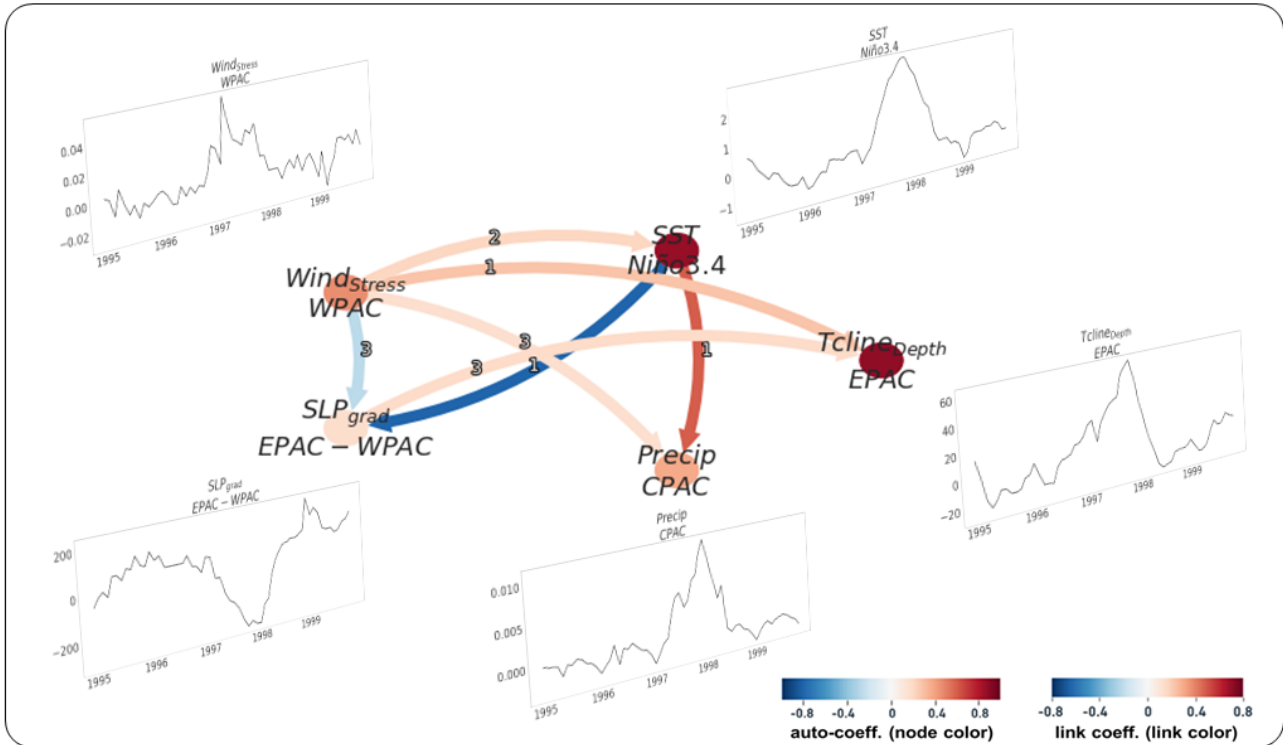 Wind_Stress
WPAC
0.04
0.02
0.00
−0.02
1995
1996
1997
1998
1999
SST
Niño3.4
2
1
0
−1
1995
1996
1997
1998
1999
Wind_Stress
WPAC
SST
Niño3.4
2
1
3
3
1
3
1
Tcline_Depth
EPAC
SLP_grad
EPAC − WPAC
Precip
CPAC
Tcline_Depth
EPAC
60
40
20
0
−20
1995
1996
1997
1998
1999
SLP_grad
EPAC − WPAC
200
0
−200
1995
1996
1997
1998
1999
Precip
CPAC
0.010
0.005
0.000
1995
1996
1997
1998
1999
-0.8 -0.4 0 0.4 0.8
auto-coeff. (node color)
-0.8 -0.4 0 0.4 0.8
link coeff. (link color)